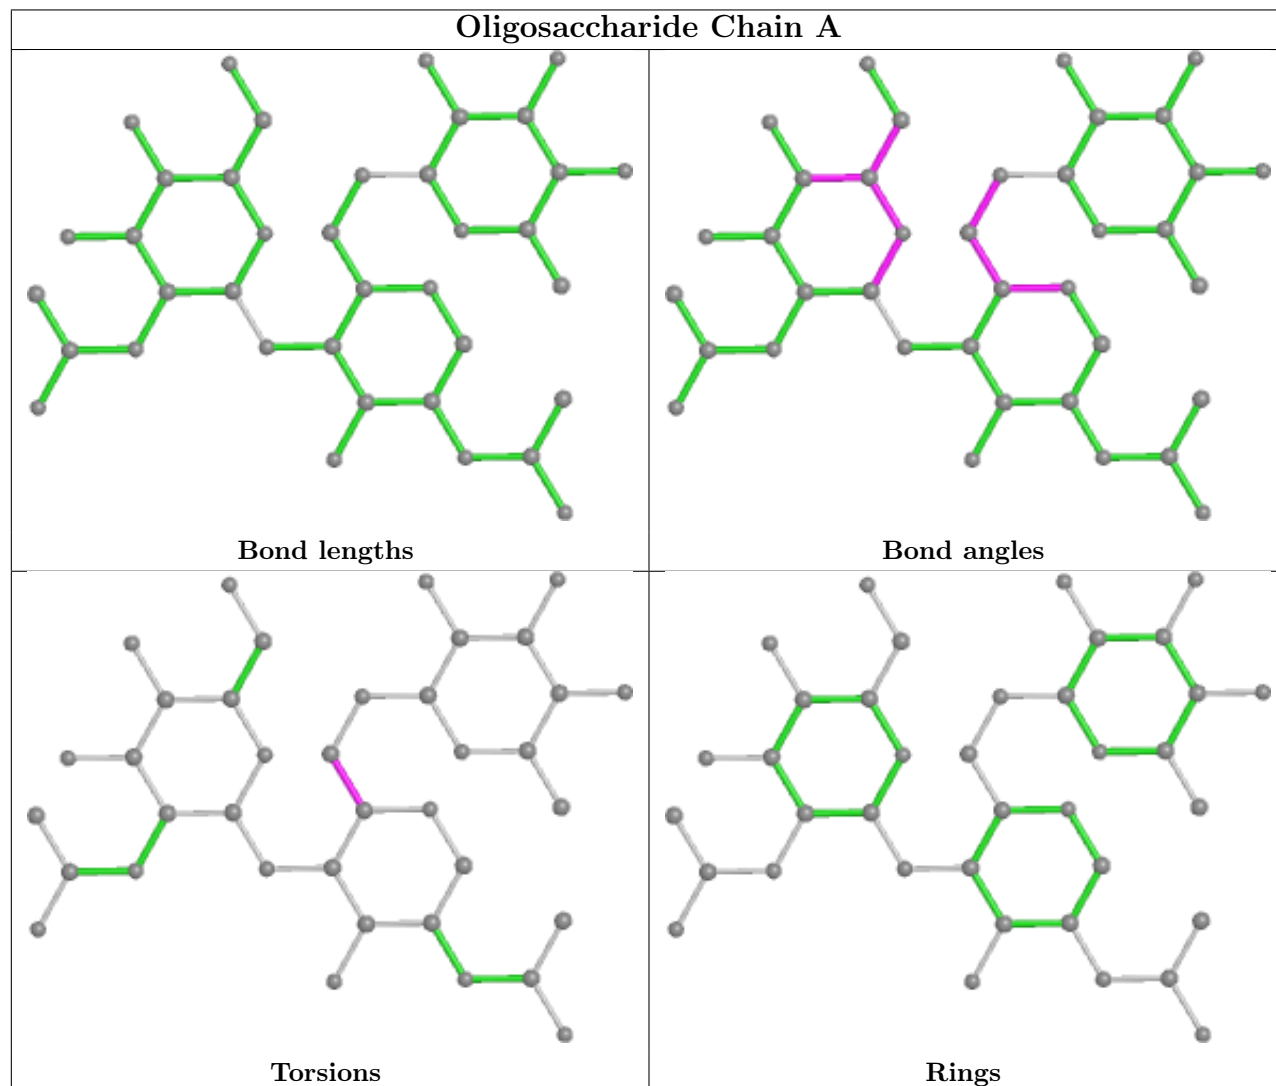 Oligosaccharide Chain A
Bond lengths
Bond angles
Torsions
Rings